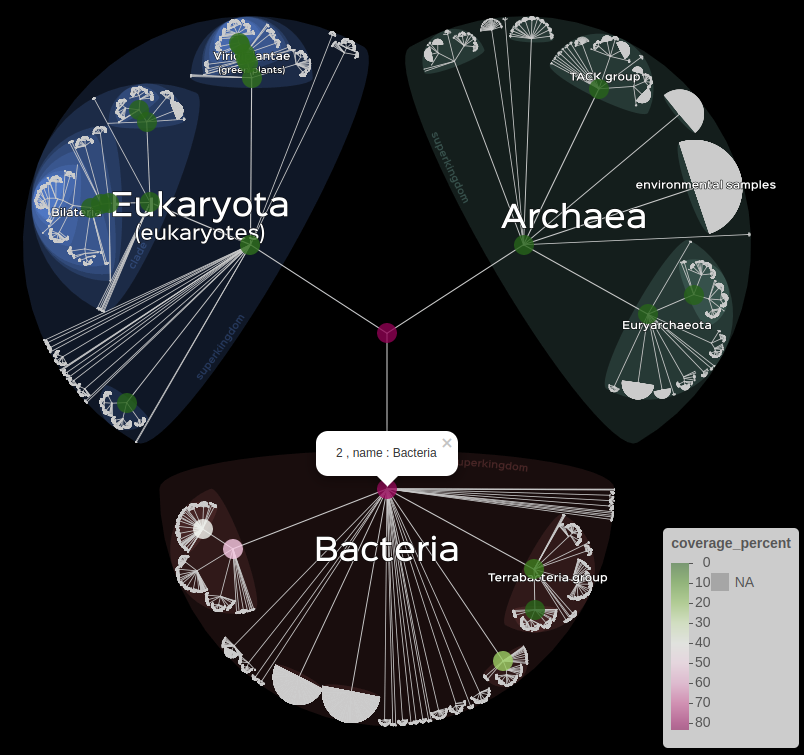 Viridiplantae
(green plants)
TACK group
superkingdom
environmental samples
Eukaryota
(eukaryotes)
Bilateria
Archaea
clade
Euryarchaeota
superkingdom
2 , name : Bacteria
×
superkingdom
Bacteria
Terrabacteria group
coverage_percent
0
10
NA
20
30
40
50
60
70
80